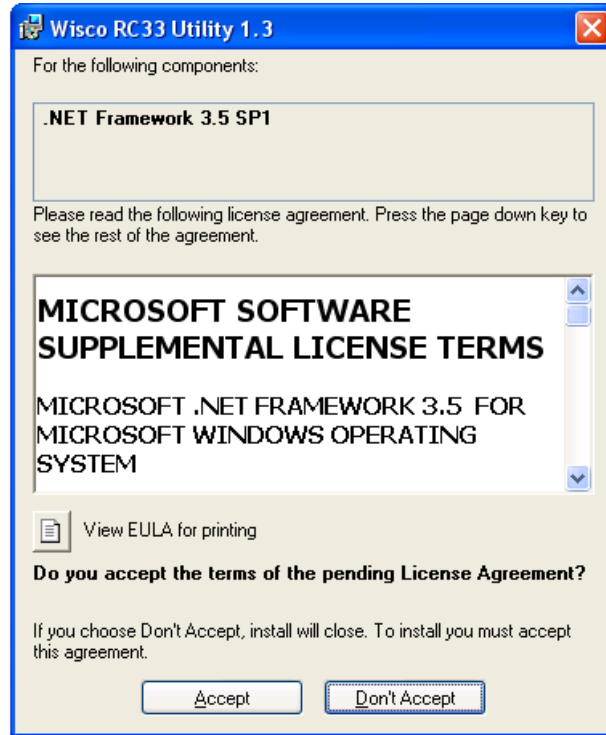 Wisco RC33 Utility 1.3
For the following components:
.NET Framework 3.5 SP1
Please read the following license agreement. Press the page down key to
see the rest of the agreement.
MICROSOFT SOFTWARE
SUPPLEMENTAL LICENSE TERMS
MICROSOFT .NET FRAMEWORK 3.5 FOR
MICROSOFT WINDOWS OPERATING
SYSTEM
View EULA for printing
Do you accept the terms of the pending License Agreement?
If you choose Don't Accept, install will close. To install you must accept
this agreement.
Accept
Don't Accept